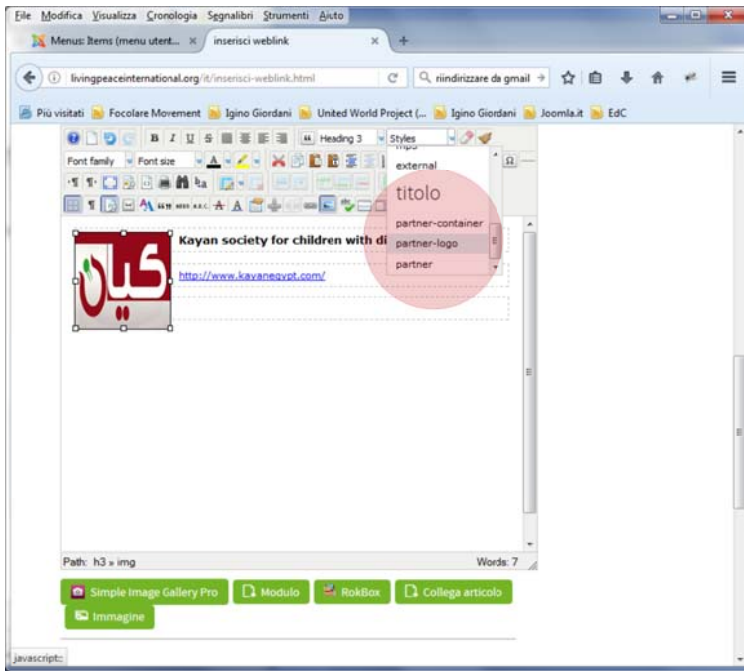 File Modifica Visualizza Cronologia Segnalibri Strumenti Aiuto
Menus: Items (menu utent... × inserisci weblink × +
livingpeaceinternational.org/it/inserisci-weblink.html riindirizzare da gmail
Più visitati Focolare Movement Igino Giordani United World Project (... Igino Giordani Joomla.it EdC
B I U S Heading 3 Styles
Font family Font size A
mp3
external
titolo
partner-container
partner-logo
partner
كيان
Kayan society for children with di
http://www.kayanegypt.com/
Path: h3 » img Words: 7
Simple Image Gallery Pro Modulo RokBox Collega articolo
Immagine
javascript:;